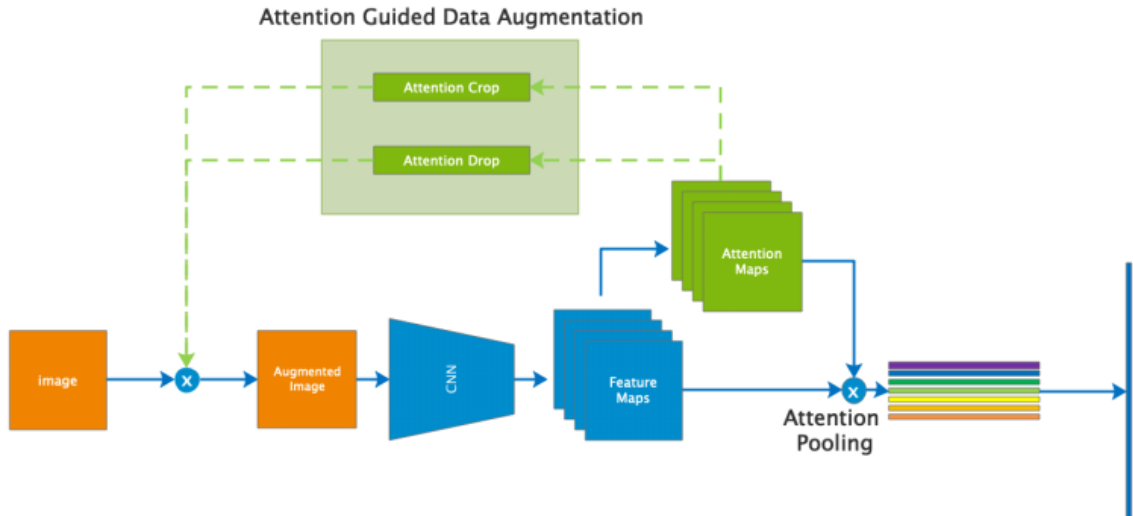 Attention Guided Data Augmentation
Attention Crop
Attention Drop
Attention
Maps
image
x
Augmented
Image
CNN
Feature
Maps
x
Attention
Pooling